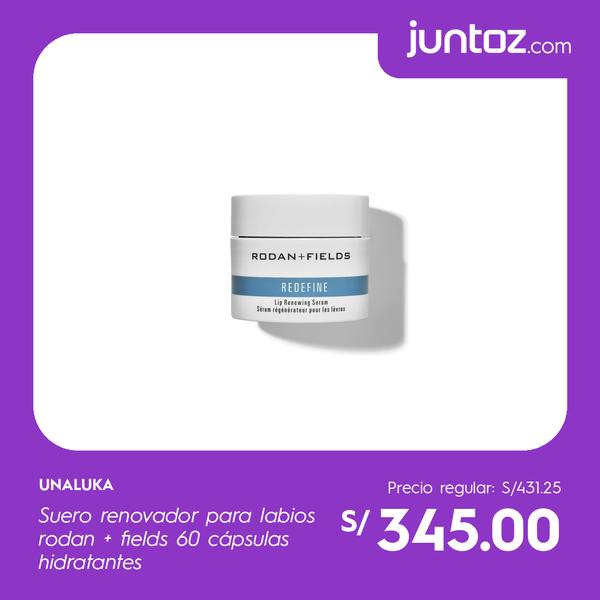 juntoz.com
RODAN+FIELDS
REDEFINE
Lip Renewing Serum
Sérum régénérateur pour les lèvres
UNALUKA
Suero renovador para labios
rodan + fields 60 cápsulas
hidratantes
Precio regular: S/431.25
S/345.00